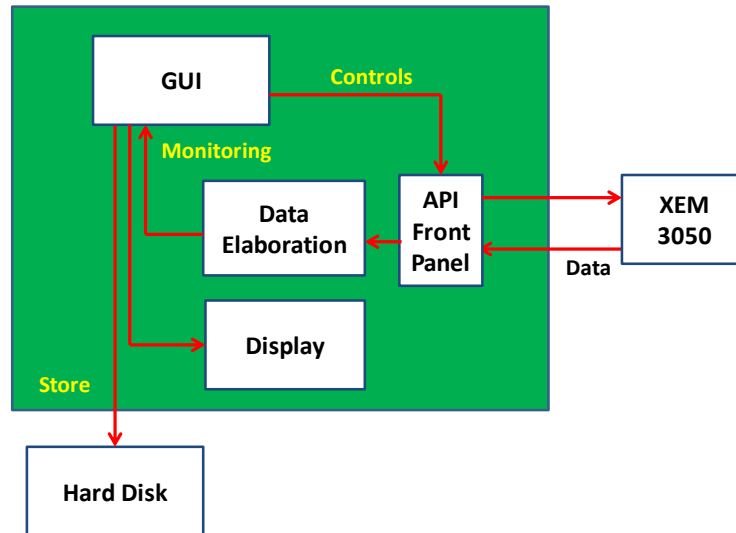 GUI
Controls
Monitoring
Data
Elaboration
API
Front
Panel
XEM
3050
Data
Display
Store
Hard Disk